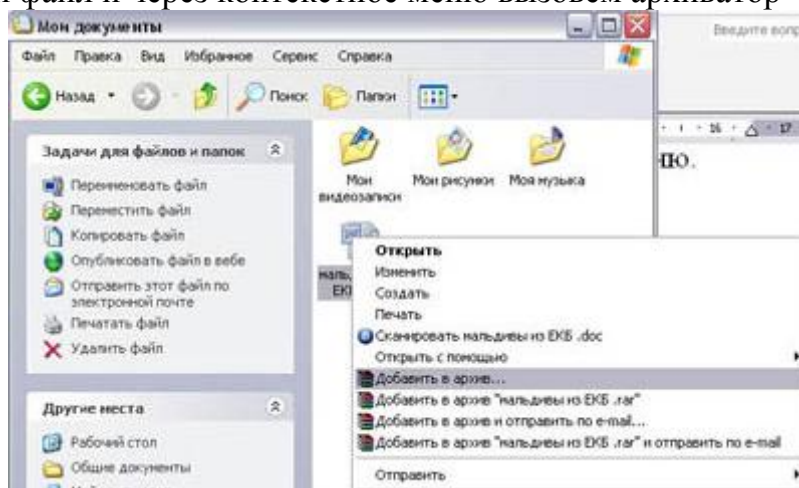 файл и через контекстное меню вызовем архиватор
Мои документы
Файл Правка Вид Избранное Сервис Справка
Введите вопр
Назад Поиск Папки
16 17
Задачи для файлов и папок
Переименовать файл
Переместить файл
Копировать файл
Опубликовать файл в вебе
Отправить этот файл по
электронной почте
Печатать файл
Удалить файл
Другие места
Рабочий стол
Общие документы
Мои
видеозаписи
Мои рисунки
Моя музыка
ЕКБ
Ю.
Открыть
Изменить
Создать
Печать
Сканировать мальдивы из ЕКБ .doc
Открыть с помощью
Добавить в архив...
Добавить в архив "мальдивы из ЕКБ .rar"
Добавить в архив и отправить по e-mail...
Добавить в архив "мальдивы из ЕКБ .rar" и отправить по e-mail
Отправить